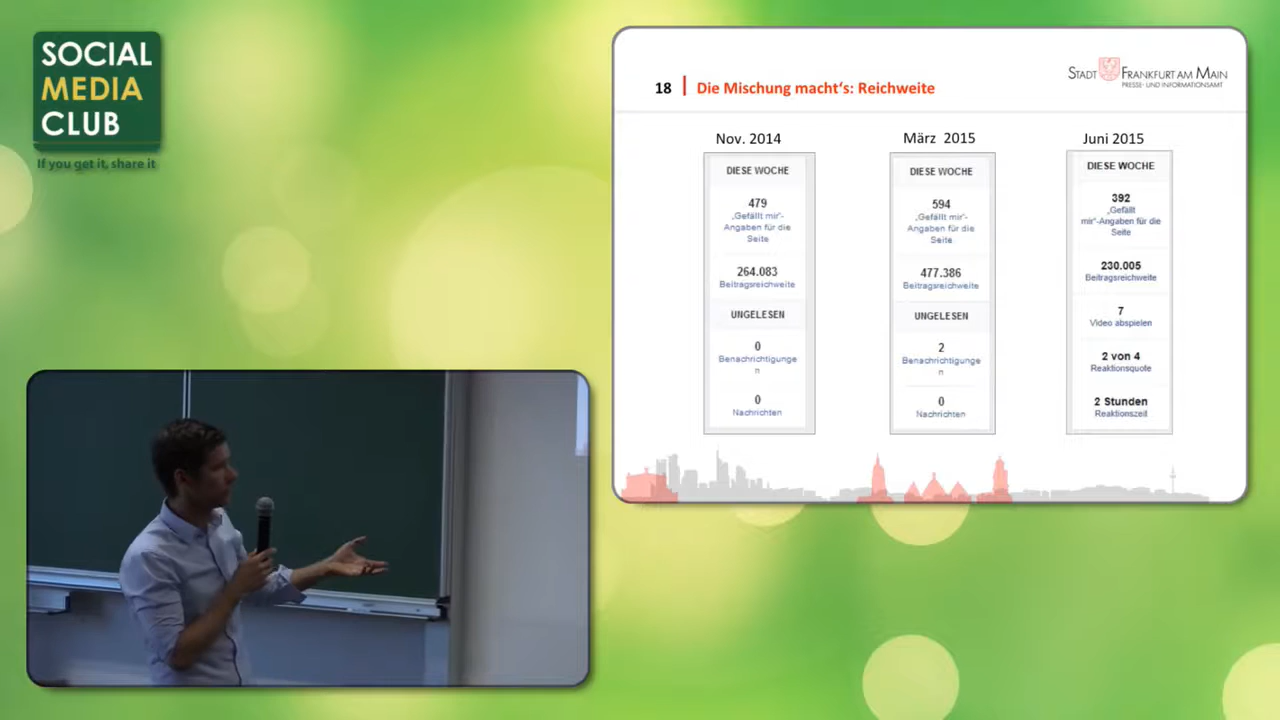 SOCIAL
MEDIA
CLUB
If you get it, share it
18 | Die Mischung macht‘s: Reichweite
STADT FRANKFURT AM MAIN
PRESSE- UND INFORMATIONSAMT
Nov. 2014
DIESE WOCHE
479
„Gefällt mir“-
Angaben für die
Seite
264.083
Beitragsreichweite
UNGELESEN
0
Benachrichtigunge
n
0
Nachrichten
März 2015
DIESE WOCHE
594
„Gefällt mir“-
Angaben für die
Seite
477.386
Beitragsreichweite
UNGELESEN
2
Benachrichtigunge
n
0
Nachrichten
Juni 2015
DIESE WOCHE
392
„Gefällt
mir“-Angaben für die
Seite
230.005
Beitragsreichweite
7
Video abspielen
2 von 4
Reaktionsquote
2 Stunden
Reaktionszeit